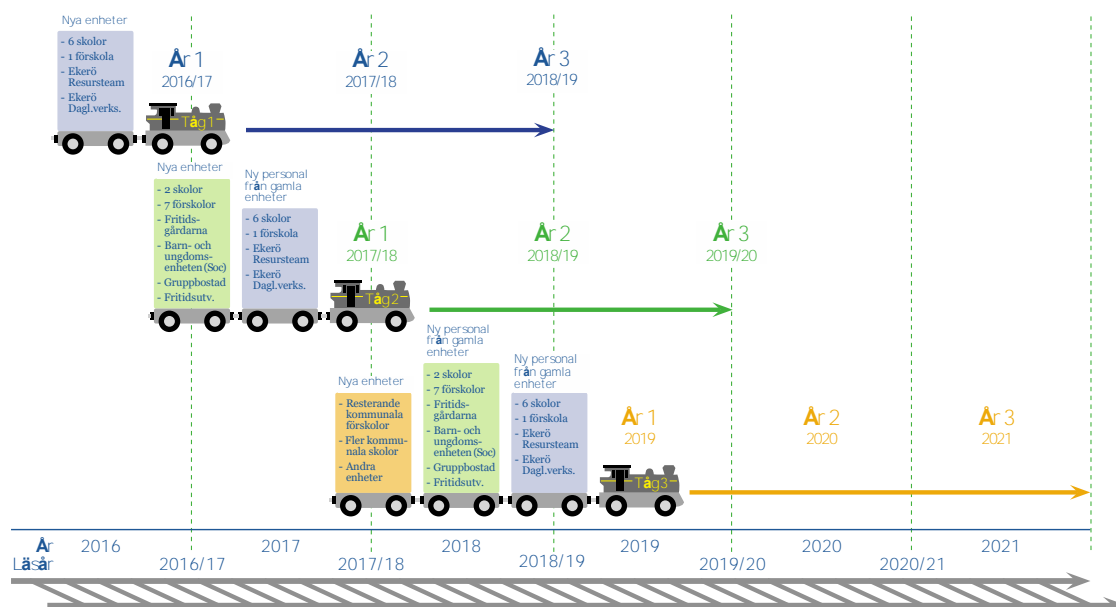 Nya enheter
- 6 skolor
- 1 förskola
- Ekerö
Resursteam
- Ekerö
Dagl.verks.
År 1
2016/17
År 2
2017/18
År 3
2018/19
Tåg1
Nya enheter
- 2 skolor
- 7 förskolor
- Fritids-
gårdarna
- Barn- och
ungdoms-
enheten (Soc)
- Gruppbostad
- Fritidsutv.
Ny personal
från gamla
enheter
- 6 skolor
- 1 förskola
- Ekerö
Resursteam
- Ekerö
Dagl.verks.
År 1
2017/18
År 2
2018/19
År 3
2019/20
Tåg2
Nya enheter
- Resterande
kommunala
förskolor
- Fler kommu-
nala skolor
- Andra
enheter
Ny personal
från gamla
enheter
- 2 skolor
- 7 förskolor
- Fritids-
gårdarna
- Barn- och
ungdoms-
enheten (Soc)
- Gruppbostad
- Fritidsutv.
Ny personal
från gamla
enheter
- 6 skolor
- 1 förskola
- Ekerö
Resursteam
- Ekerö
Dagl.verks.
År 1
2019
År 2
2020
År 3
2021
Tåg3
År 2016 2017 2018 2019 2020 2021
Läsår 2016/17 2017/18 2018/19 2019/20 2020/21